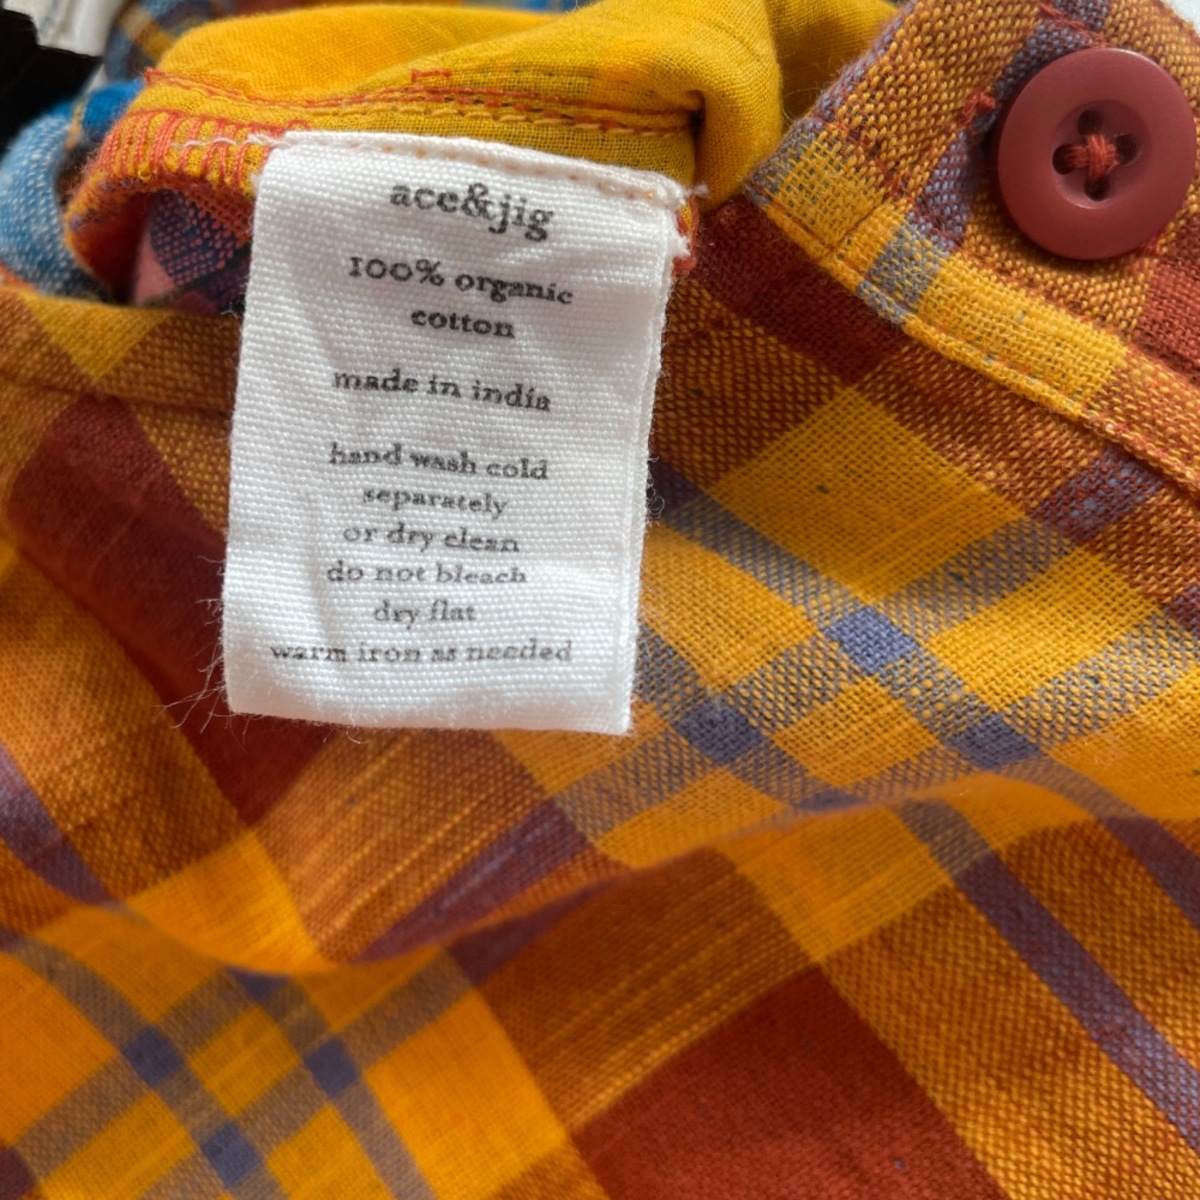 ace&jig
100% organic
cotton
made in india
hand wash cold
separately
or dry clean
do not bleach
dry flat
warm iron as needed